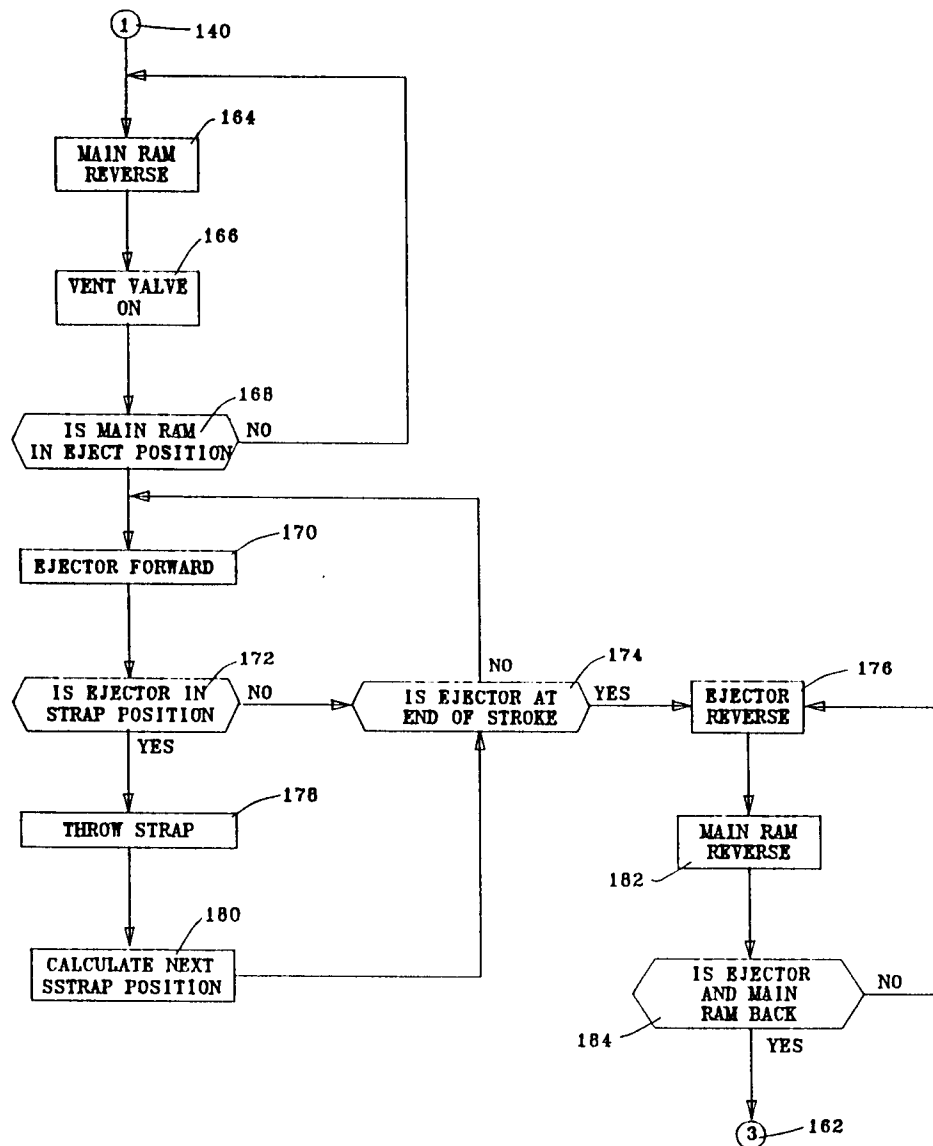 1
140
164
MAIN RAM
REVERSE
166
VENT VALVE
ON
168
IS MAIN RAM
IN EJECT POSITION
NO
170
EJECTOR FORWARD
172
IS EJECTOR IN
STRAP POSITION
NO
YES
174
NO
IS EJECTOR AT
END OF STROKE
YES
176
EJECTOR
REVERSE
178
THROW STRAP
MAIN RAM
REVERSE
182
180
CALCULATE NEXT
SSTRAP POSITION
IS EJECTOR
AND MAIN
RAM BACK
NO
184
YES
3
162